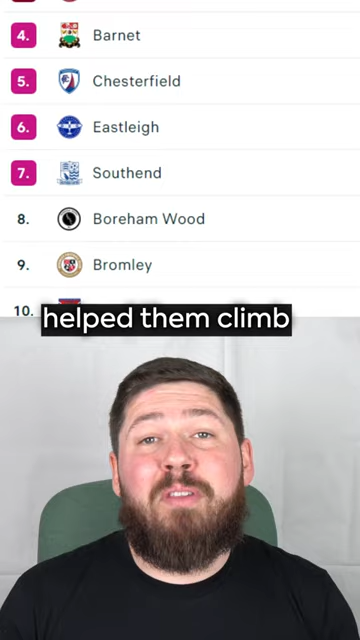 4. Barnet
5. Chesterfield
6. Eastleigh
7. Southend
8. Boreham Wood
9. Bromley
10.
helped them climb